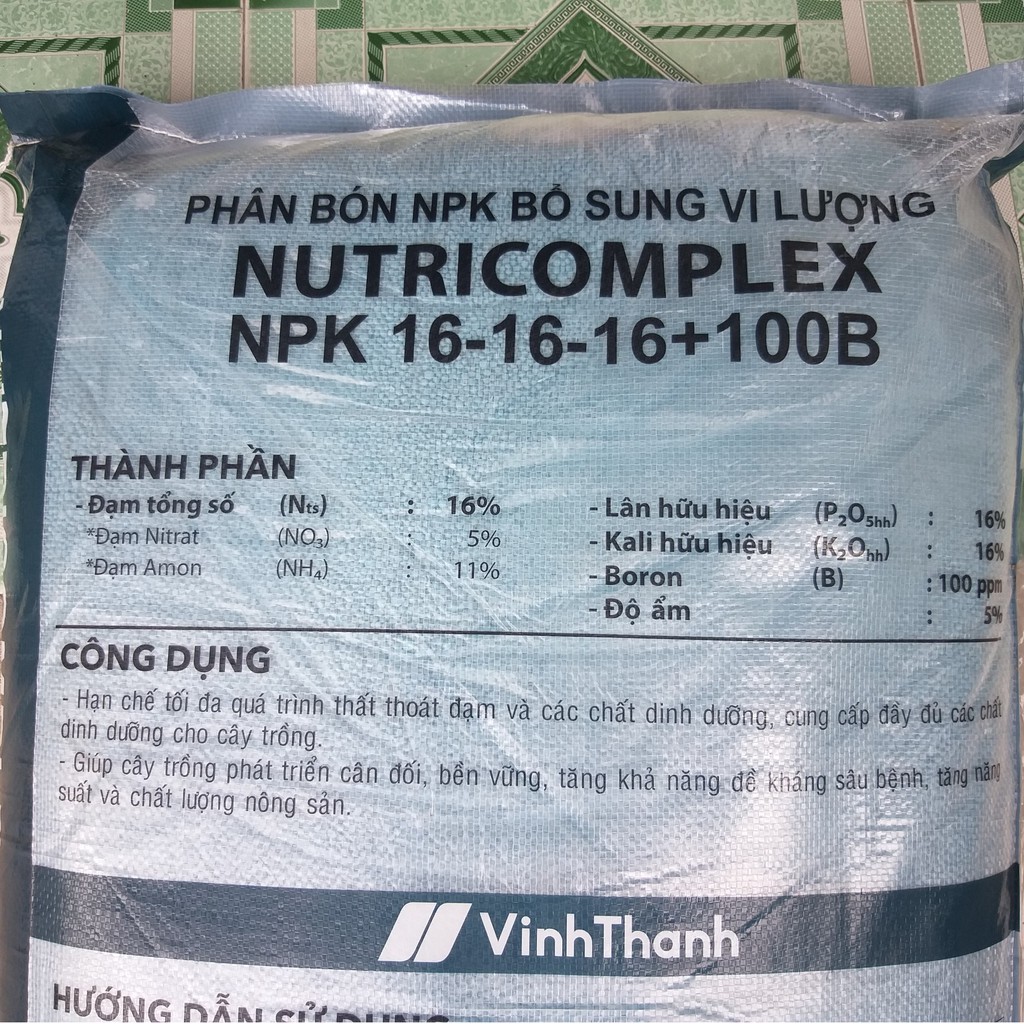 PHÂN BÓN NPK BỔ SUNG VI LƯỢNG
NUTRICOMPLEX
NPK 16-16-16+100B
THÀNH PHẦN
- Đạm tổng số (Nts) : 16%
*Đạm Nitrat (NO₃) : 5%
*Đạm Amon (NH₄) : 11%
- Lân hữu hiệu (P₂O₅hh) : 16%
- Kali hữu hiệu (K₂Ohh) : 16%
- Boron (B) : 100 ppm
- Độ ẩm : 5%
CÔNG DỤNG
- Hạn chế tối đa quá trình thất thoát đạm và các chất dinh dưỡng, cung cấp đầy đủ các chất
dinh dưỡng cho cây trồng.
- Giúp cây trồng phát triển cân đối, bền vững, tăng khả năng đề kháng sâu bệnh, tăng năng
suất và chất lượng nông sản.
VinhThanh
HƯỚNG DẪN SỬ DỤNG